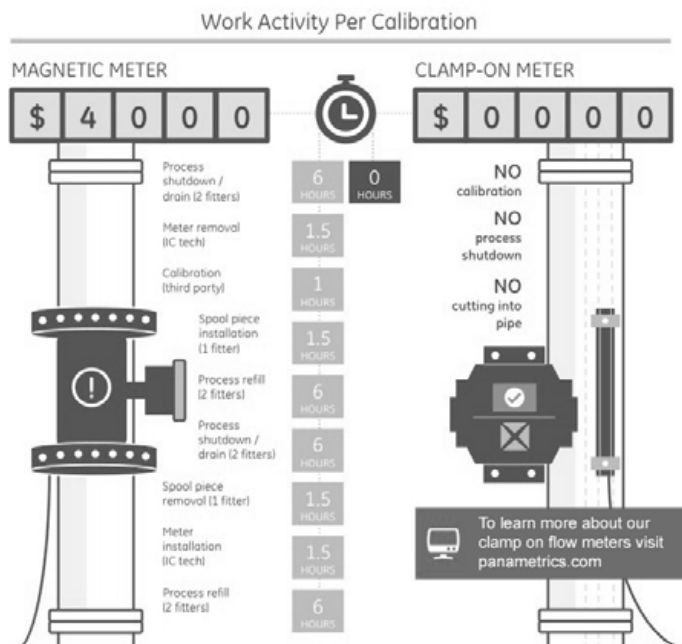 Work Activity Per Calibration
MAGNETIC METER
$ 4 0 0 0
CLAMP-ON METER
$ 0 0 0 0
Process
shutdown /
drain (2 fitters)
6
HOURS
0
HOURS
Meter removal
(IC tech)
1.5
HOURS
Calibration
(third party)
1
HOURS
Spool piece
installation
(1 fitter)
1.5
HOURS
Process refill
(2 fitters)
6
HOURS
Process
shutdown /
drain (2 fitters)
6
HOURS
Spool piece
removal (1 fitter)
1.5
HOURS
Meter
installation
(IC tech)
1.5
HOURS
Process refill
(2 fitters)
6
HOURS
NO
calibration
NO
process
shutdown
NO
cutting into
pipe
To learn more about our
clamp on flow meters visit
panametrics.com